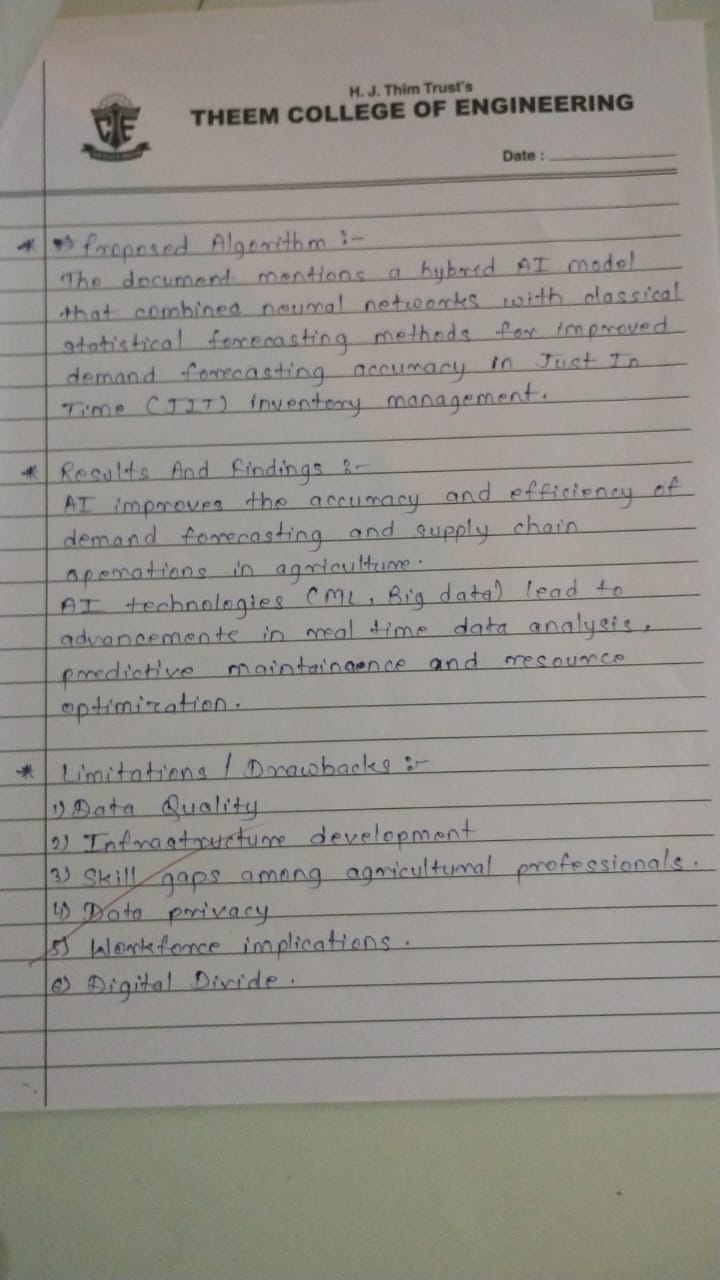 H. J. Thim Trust's
THEEM COLLEGE OF ENGINEERING
Date :
* Proposed Algorithm :-
The document mentions a hybrid AI model
that combines neural networks with classical
statistical forecasting methods for improved
demand forecasting accuracy in Just In
Time (JIT) inventory management.
* Results And findings :-
AI improves the accuracy and efficiency of
demand forecasting and supply chain
operations in agriculture.
AI technologies (ML, Big data) lead to
advancements in real time data analysis,
predictive maintainance and resource
optimization.
* Limitations / Drawbacks :-
1) Data Quality
2) Infrastructure development
3) Skill gaps among agricultural professionals.
4) Data privacy
5) Workforce implications.
6) Digital Divide.